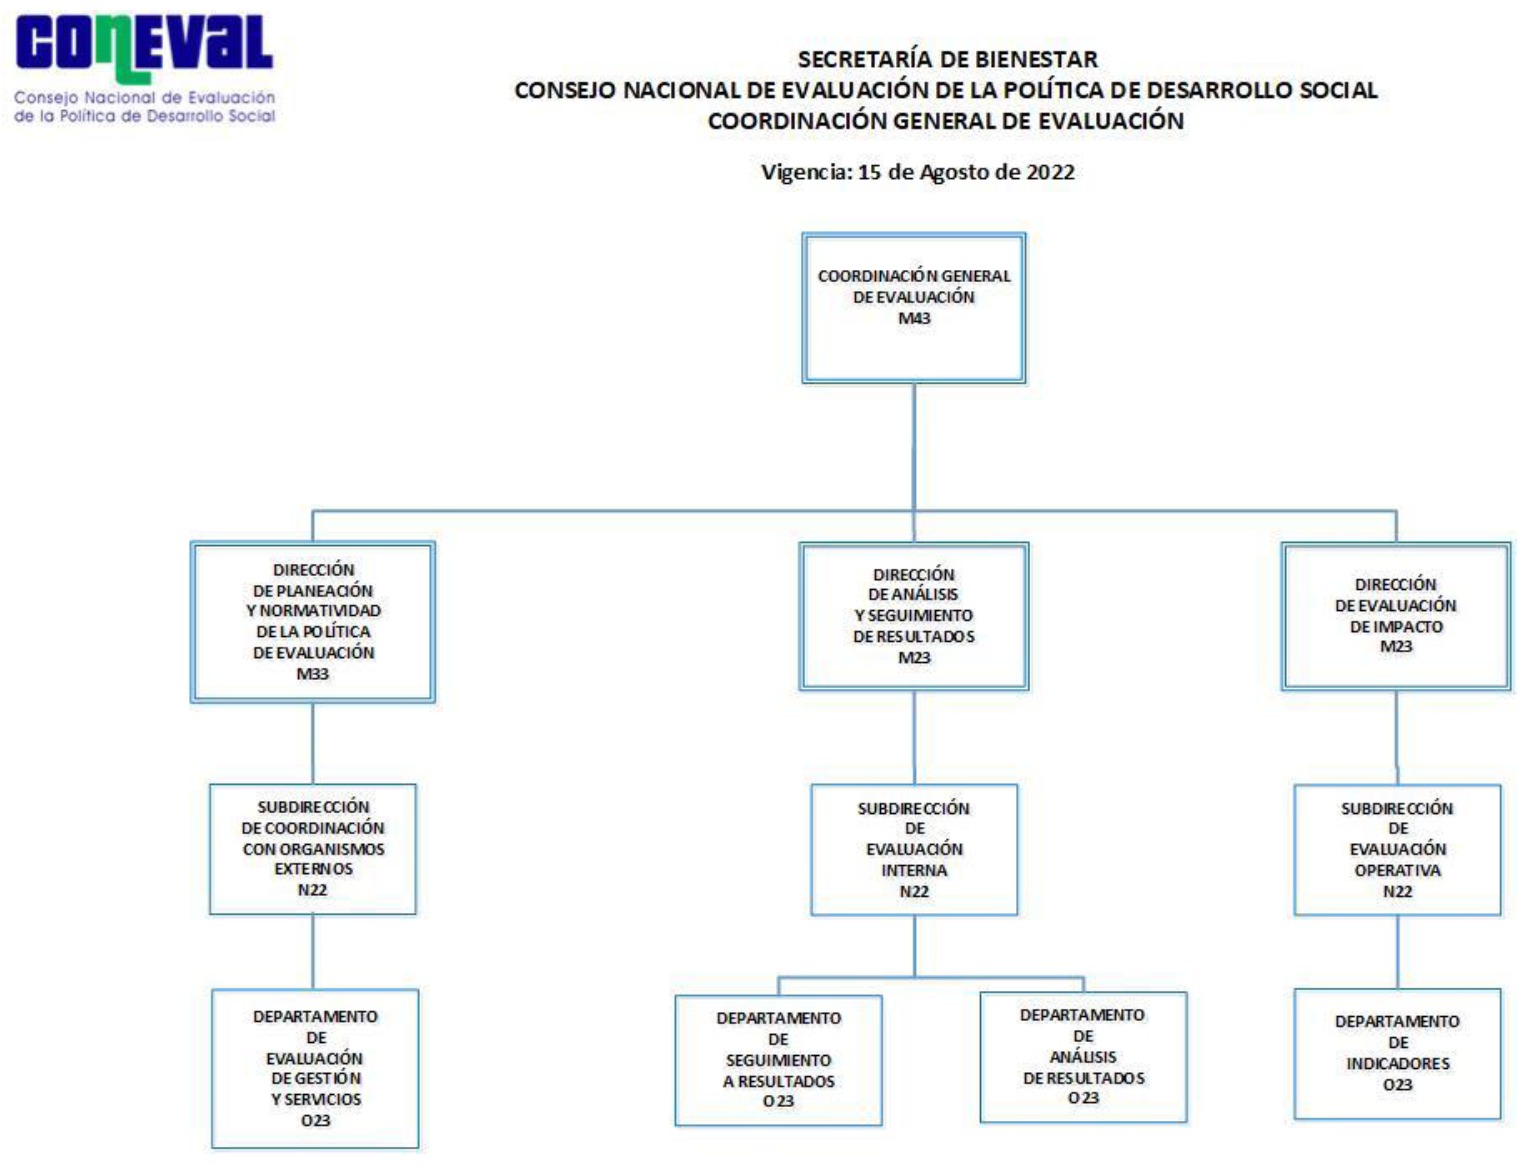 CONEVAL
Consejo Nacional de Evaluación
de la Política de Desarrollo Social
SECRETARÍA DE BIENESTAR
CONSEJO NACIONAL DE EVALUACIÓN DE LA POLÍTICA DE DESARROLLO SOCIAL
COORDINACIÓN GENERAL DE EVALUACIÓN
Vigencia: 15 de Agosto de 2022
COORDINACIÓN GENERAL
DE EVALUACIÓN
M43
DIRECCIÓN
DE PLANEACIÓN
Y NORMATIVIDAD
DE LA POLÍTICA
DE EVALUACIÓN
M33
DIRECCIÓN
DE ANÁLISIS
Y SEGUIMIENTO
DE RESULTADOS
M23
DIRECCIÓN
DE EVALUACIÓN
DE IMPACTO
M23
SUBDIRECCIÓN
DE COORDINACIÓN
CON ORGANISMOS
EXTERNOS
N22
SUBDIRECCIÓN
DE
EVALUACIÓN
INTERNA
N22
SUBDIRECCIÓN
DE
EVALUACIÓN
OPERATIVA
N22
DEPARTAMENTO
DE
EVALUACIÓN
DE GESTIÓN
Y SERVICIOS
O23
DEPARTAMENTO
DE
SEGUIMIENTO
A RESULTADOS
O23
DEPARTAMENTO
DE
ANÁLISIS
DE RESULTADOS
O23
DEPARTAMENTO
DE
INDICADORES
O23